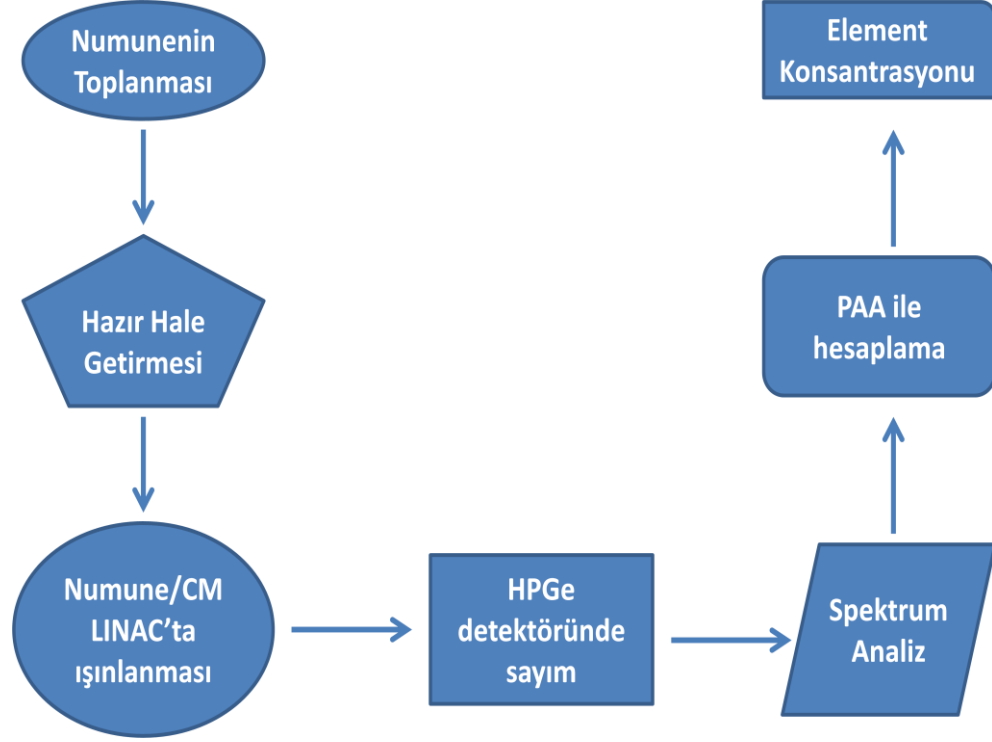 Numunenin
Toplanması
Hazır Hale
Getirmesi
Numune/CM
LINAC’ta
ışınlanması
HPGe
detektöründe
sayım
Spektrum
Analiz
PAA ile
hesaplama
Element
Konsantrasyonu